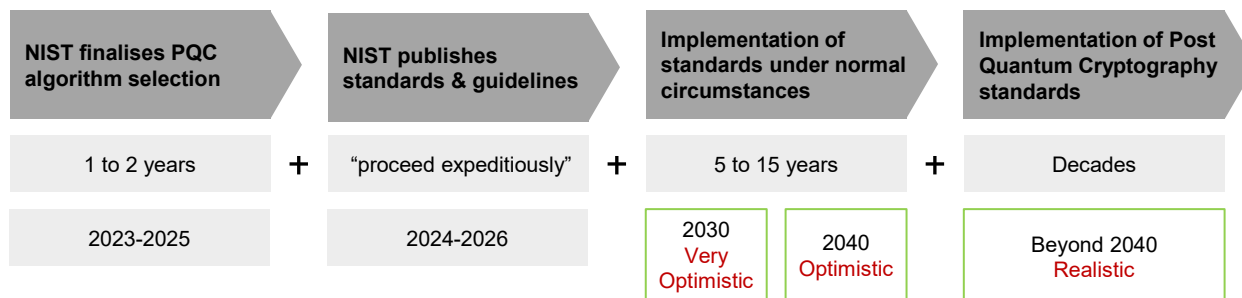 NIST finalises PQC
algorithm selection
NIST publishes
standards & guidelines
Implementation of
standards under normal
circumstances
Implementation of Post
Quantum Cryptography
standards
1 to 2 years
+
“proceed expeditiously”
+
5 to 15 years
+
Decades
2023-2025
2024-2026
2030
Very
Optimistic
2040
Optimistic
Beyond 2040
Realistic